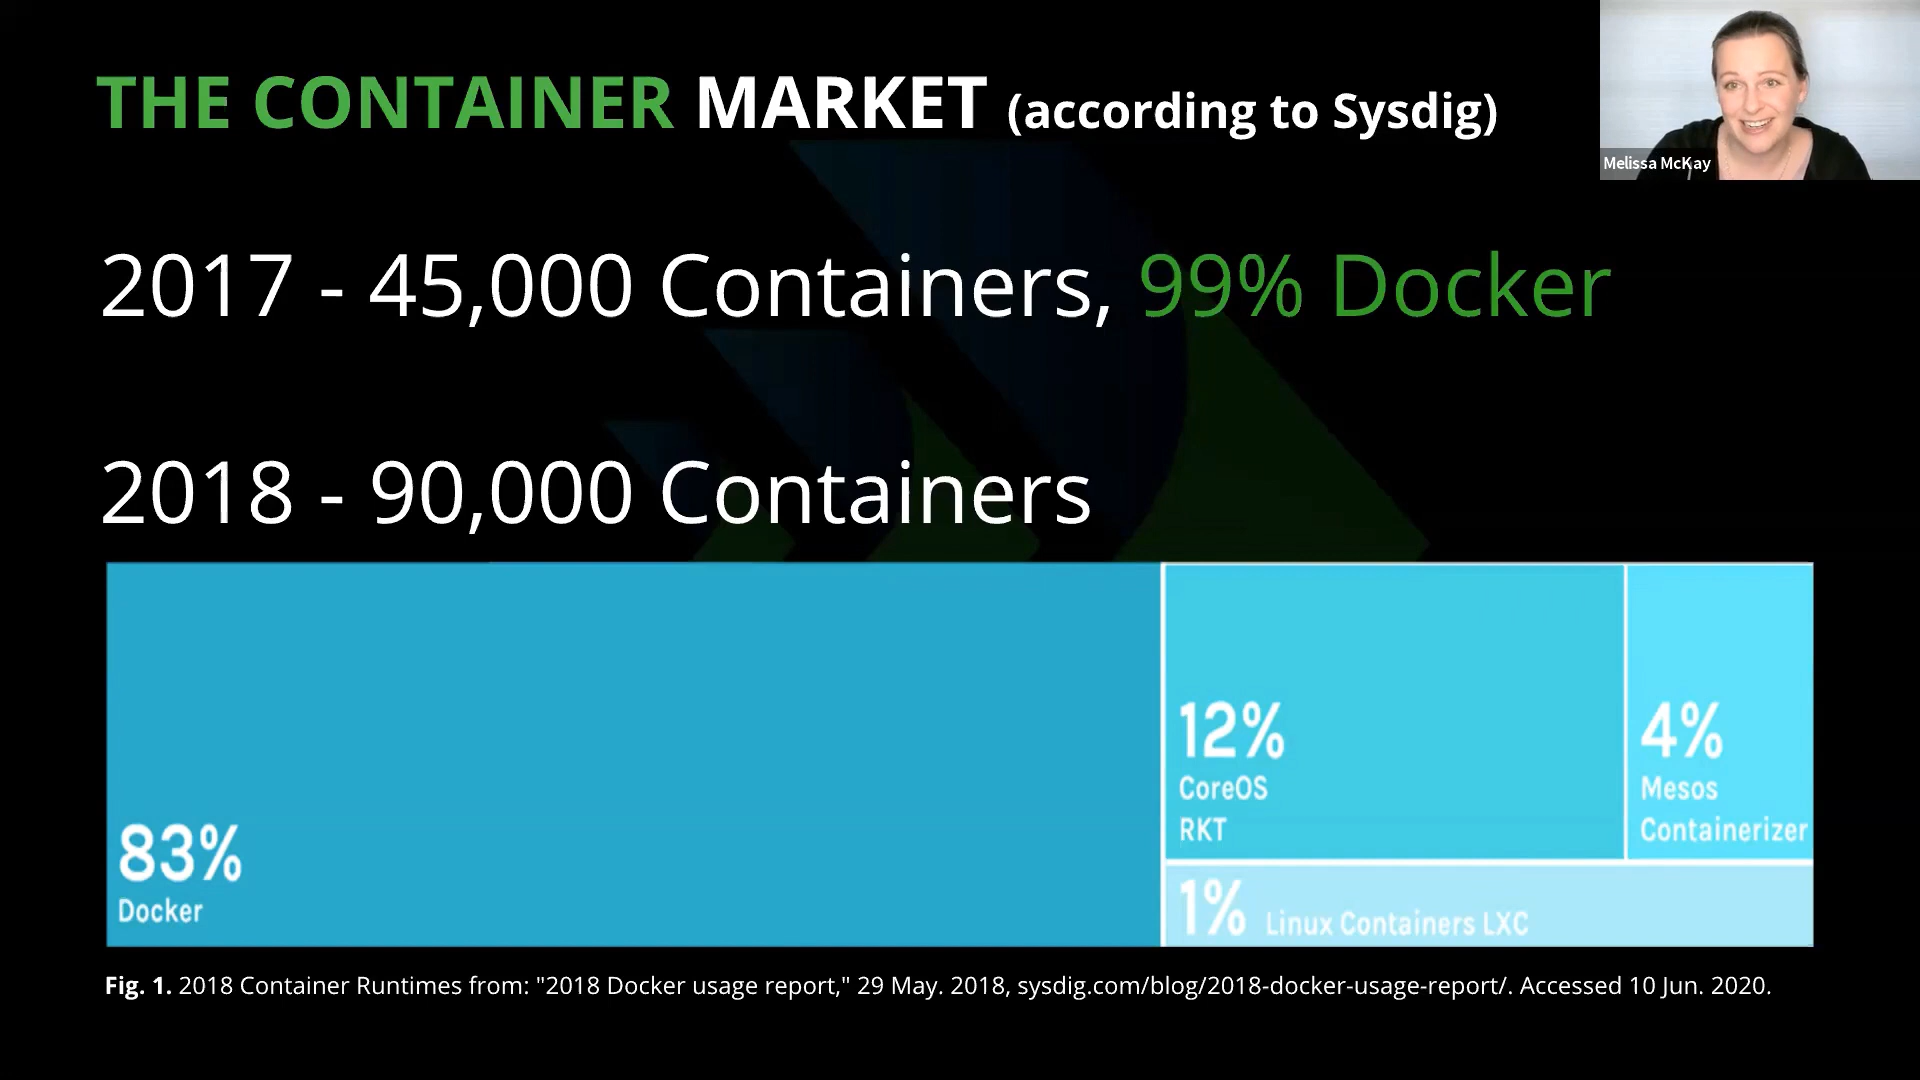 THE CONTAINER MARKET (according to Sysdig)
Melissa McKay
2017 - 45,000 Containers, 99% Docker
2018 - 90,000 Containers
83%
Docker
12%
CoreOS
RKT
4%
Mesos
Containerizer
1% Linux Containers LXC
Fig. 1. 2018 Container Runtimes from: "2018 Docker usage report," 29 May. 2018, sysdig.com/blog/2018-docker-usage-report/. Accessed 10 Jun. 2020.